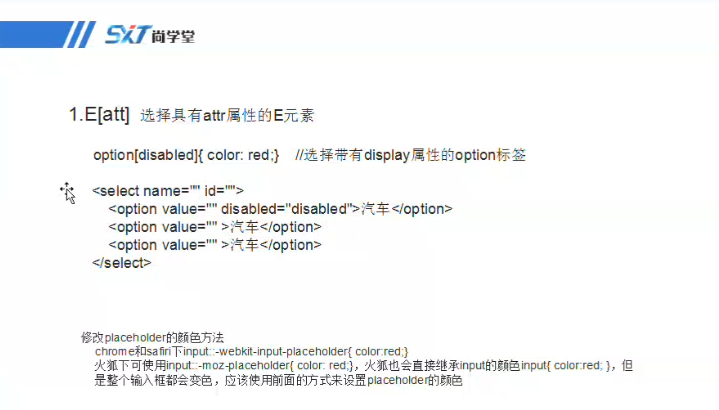 SXT 尚学堂
1.E[att] 选择具有attr属性的E元素
option[disabled]{ color: red;} //选择带有display属性的option标签
<select name="" id="">
<option value="" disabled="disabled">汽车</option>
<option value="" >汽车</option>
<option value="" >汽车</option>
</select>
修改placeholder的颜色方法
chrome和safiri下input::-webkit-input-placeholder{ color:red;}
火狐下可使用input::-moz-placeholder{ color: red;}，火狐也会直接继承input的颜色input{ color:red; }，但
是整个输入框都会变色，应该使用前面的方式来设置placeholder的颜色